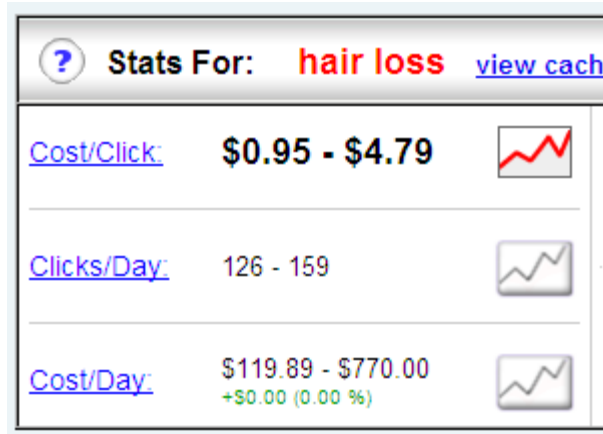 ? Stats For: hair loss view cach
Cost/Click: $0.95 - $4.79
Clicks/Day: 126 - 159
Cost/Day: $119.89 - $770.00
+$0.00 (0.00 %)